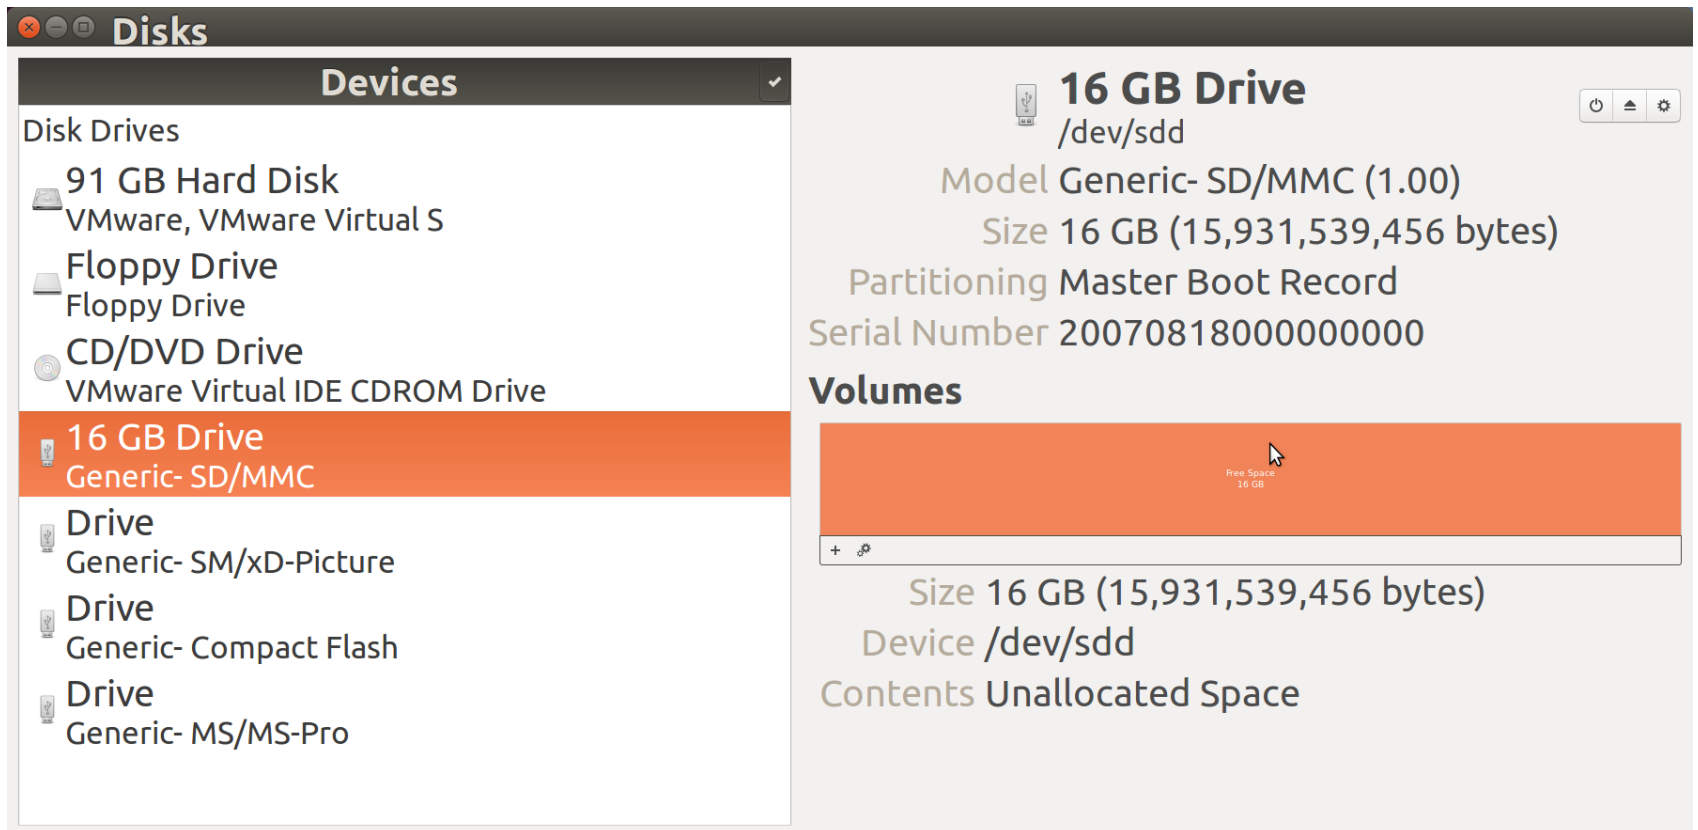 Disks
Devices
Disk Drives
91 GB Hard Disk
VMware, VMware Virtual S
Floppy Drive
Floppy Drive
CD/DVD Drive
VMware Virtual IDE CDROM Drive
16 GB Drive
Generic- SD/MMC
Drive
Generic- SM/xD-Picture
Drive
Generic- Compact Flash
Drive
Generic- MS/MS-Pro
16 GB Drive
/dev/sdd
Model Generic- SD/MMC (1.00)
Size 16 GB (15,931,539,456 bytes)
Partitioning Master Boot Record
Serial Number 20070818000000000
Volumes
Free Space
16 GB
Size 16 GB (15,931,539,456 bytes)
Device /dev/sdd
Contents Unallocated Space